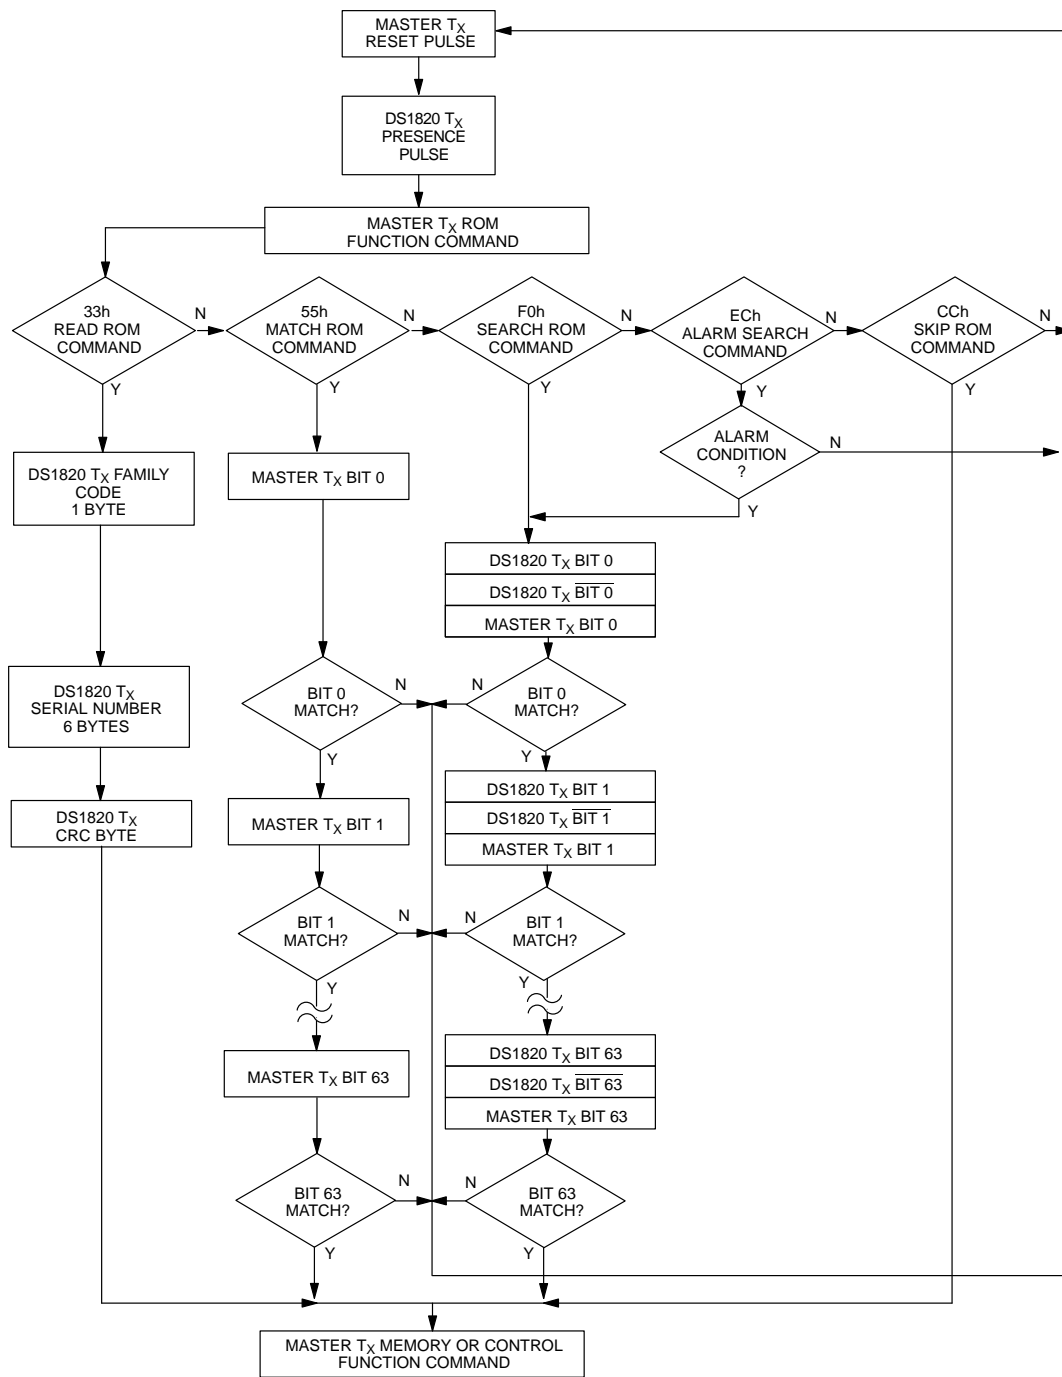 MASTER TX
RESET PULSE
DS1820 TX
PRESENCE
PULSE
MASTER TX ROM
FUNCTION COMMAND
33h
READ ROM
COMMAND
N
Y
55h
MATCH ROM
COMMAND
N
Y
F0h
SEARCH ROM
COMMAND
N
Y
ECh
ALARM SEARCH
COMMAND
N
Y
CCh
SKIP ROM
COMMAND
N
Y
ALARM
CONDITION
?
N
Y
DS1820 TX FAMILY
CODE
1 BYTE
DS1820 TX
SERIAL NUMBER
6 BYTES
DS1820 TX
CRC BYTE
MASTER TX BIT 0
BIT 0
MATCH?
N
Y
MASTER TX BIT 1
BIT 1
MATCH?
N
Y
MASTER TX BIT 63
BIT 63
MATCH?
N
Y
DS1820 TX BIT 0
DS1820 TX BIT 0
MASTER TX BIT 0
BIT 0
MATCH?
N
Y
DS1820 TX BIT 1
DS1820 TX BIT 1
MASTER TX BIT 1
BIT 1
MATCH?
N
Y
DS1820 TX BIT 63
DS1820 TX BIT 63
MASTER TX BIT 63
BIT 63
MATCH?
N
Y
MASTER TX MEMORY OR CONTROL
FUNCTION COMMAND